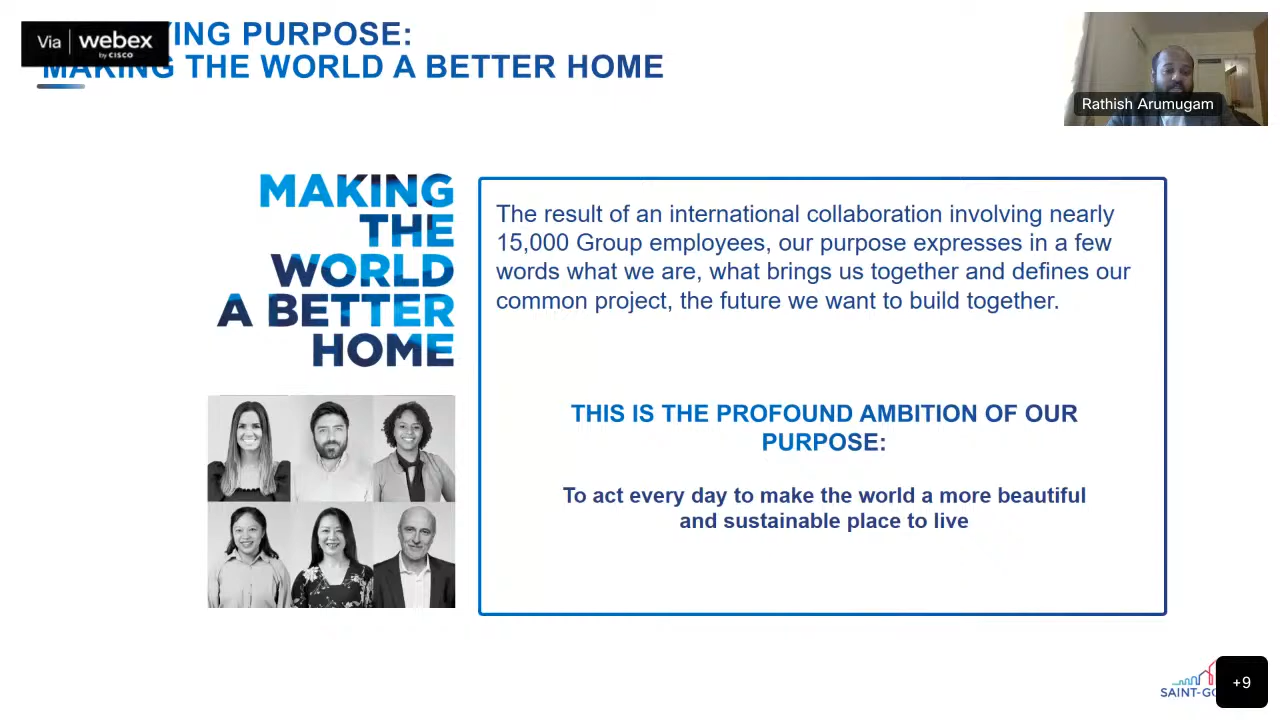 Via webex
by CISCO
YING PURPOSE:
MAKING THE WORLD A BETTER HOME
Rathish Arumugam
MAKING
THE
WORLD
A BETTER
HOME
The result of an international collaboration involving nearly
15,000 Group employees, our purpose expresses in a few
words what we are, what brings us together and defines our
common project, the future we want to build together.
THIS IS THE PROFOUND AMBITION OF OUR
PURPOSE:
To act every day to make the world a more beautiful
and sustainable place to live
SAINT-GO
+9